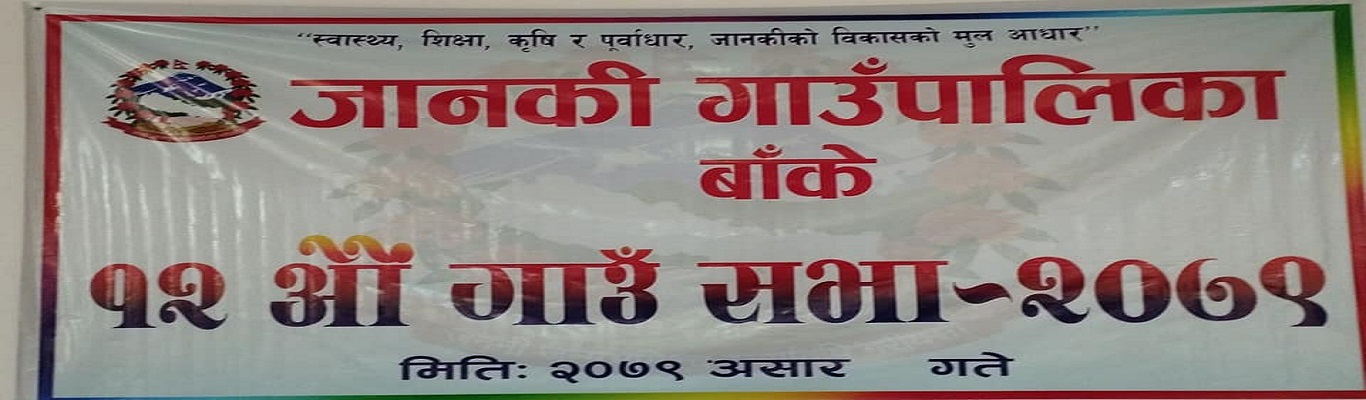 “स्वास्थ्य, शिक्षा, कृषि र पूर्वाधार, जानकीको विकासको मुल आधार”
जानकी गाउँपालिका
बाँके
१२ औं गाउँ सभा-२०७९
मितिः २०७९ असार गते